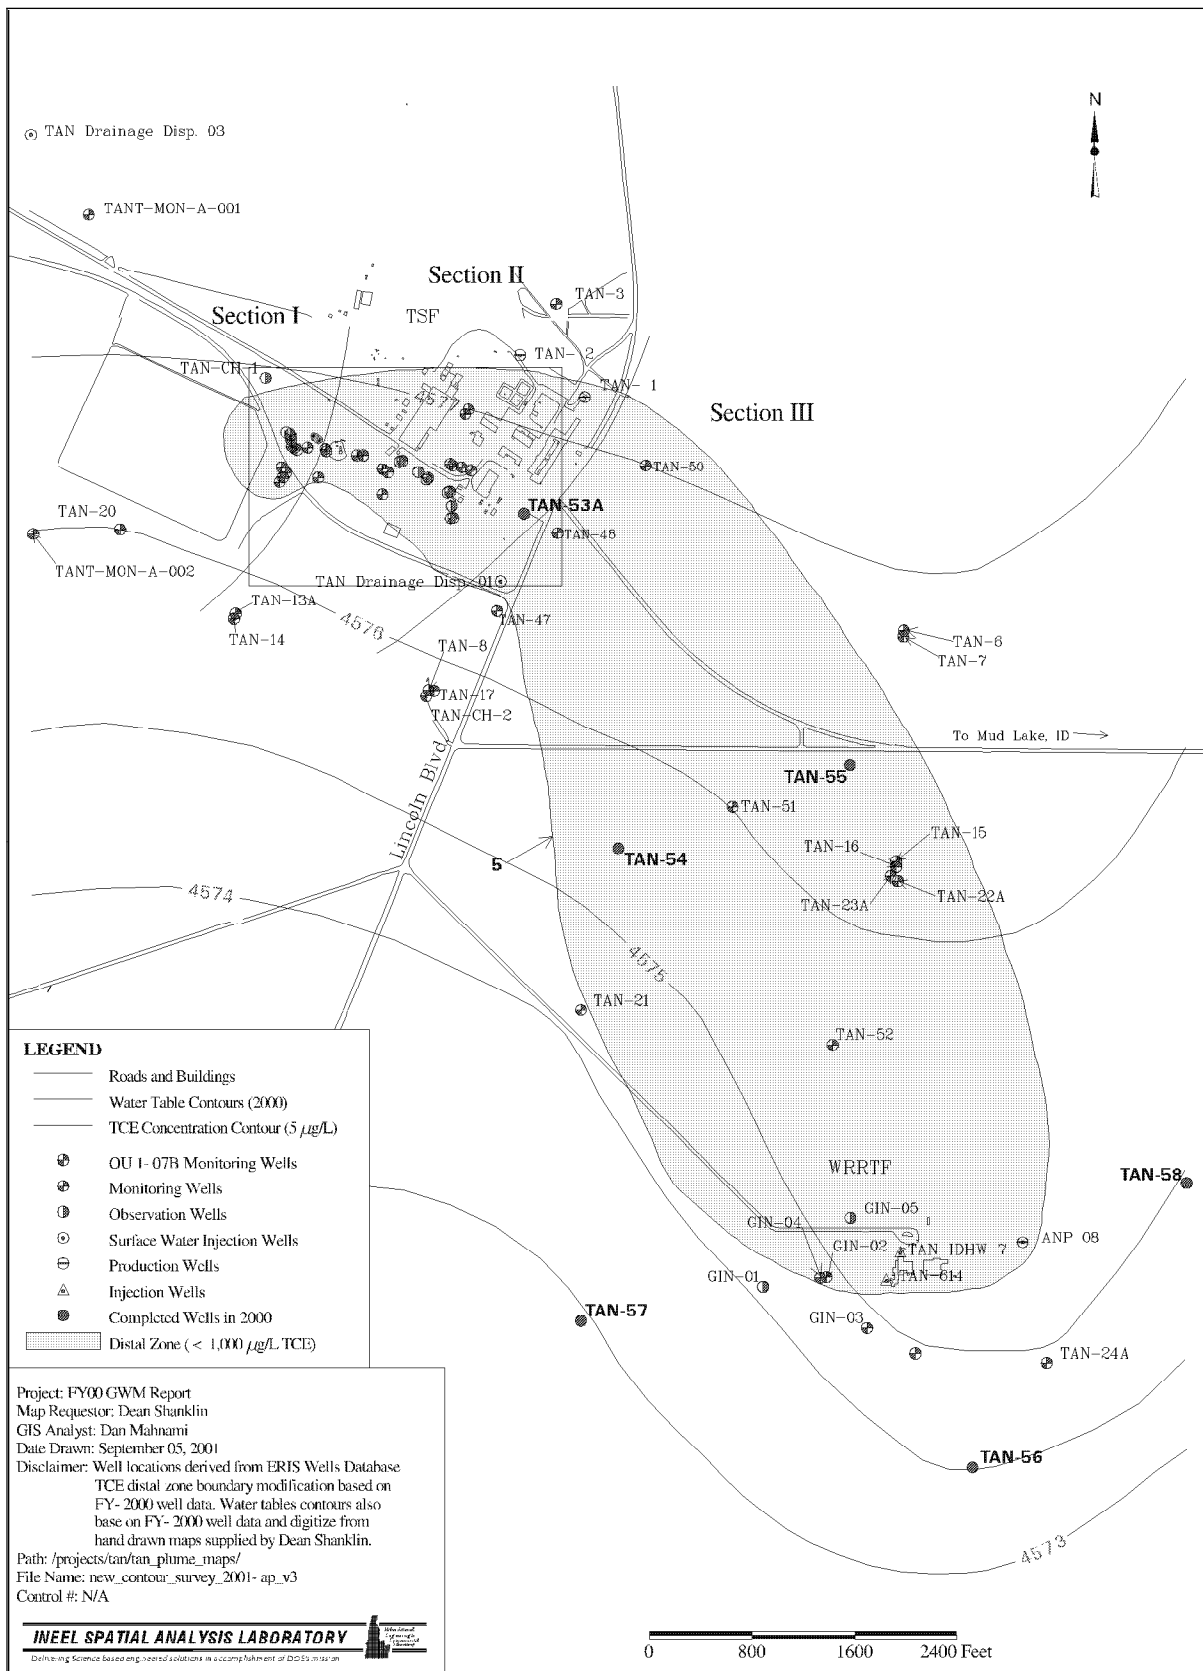 N
TAN Drainage Disp. 03
TANT-MON-A-001
Section II
TAN-3
Section I
TSF
TAN- 2
TAN-CH 1
TAN- 1
4577
Section III
TAN-50
TAN-53A
TAN-20
TAN-48
TANT-MON-A-002
TAN Drainage Disp. 01
TAN-13A
TAN-47
4576
TAN-14
TAN-6
TAN-8
TAN-7
TAN-17
TAN-CH-2
To Mud Lake, ID
TAN-55
Lincoln Blvd.
TAN-51
TAN-15
TAN-16
5
TAN-54
4574
TAN-23A
TAN-22A
4575
TAN-21
TAN-52
WRRTF
TAN-58
GIN-05
GIN-04
ANP 08
TAN IDHW 7
GIN-02
GIN-01
TAN-614
TAN-57
GIN-03
TAN-24A
TAN-56
4573
LEGEND
Roads and Buildings
Water Table Contours (2000)
TCE Concentration Contour (5 µg/L)
OU 1- 07B Monitoring Wells
Monitoring Wells
Observation Wells
Surface Water Injection Wells
Production Wells
Injection Wells
Completed Wells in 2000
Distal Zone ( < 1,000 µg/L TCE)
Project: FY00 GWM Report
Map Requestor: Dean Shanklin
GIS Analyst: Dan Mahnami
Date Drawn: September 05, 2001
Disclaimer: Well locations derived from ERIS Wells Database
TCE distal zone boundary modification based on
FY- 2000 well data. Water tables contours also
base on FY- 2000 well data and digitize from
hand drawn maps supplied by Dean Shanklin.
Path: /projects/tan/tan_plume_maps/
File Name: new_contour_survey_2001- ap_v3
Control #: N/A
INEEL SPATIAL ANALYSIS LABORATORY
Delivering Science based engineered solutions in accomplishment of DOE's mission
0 800 1600 2400 Feet